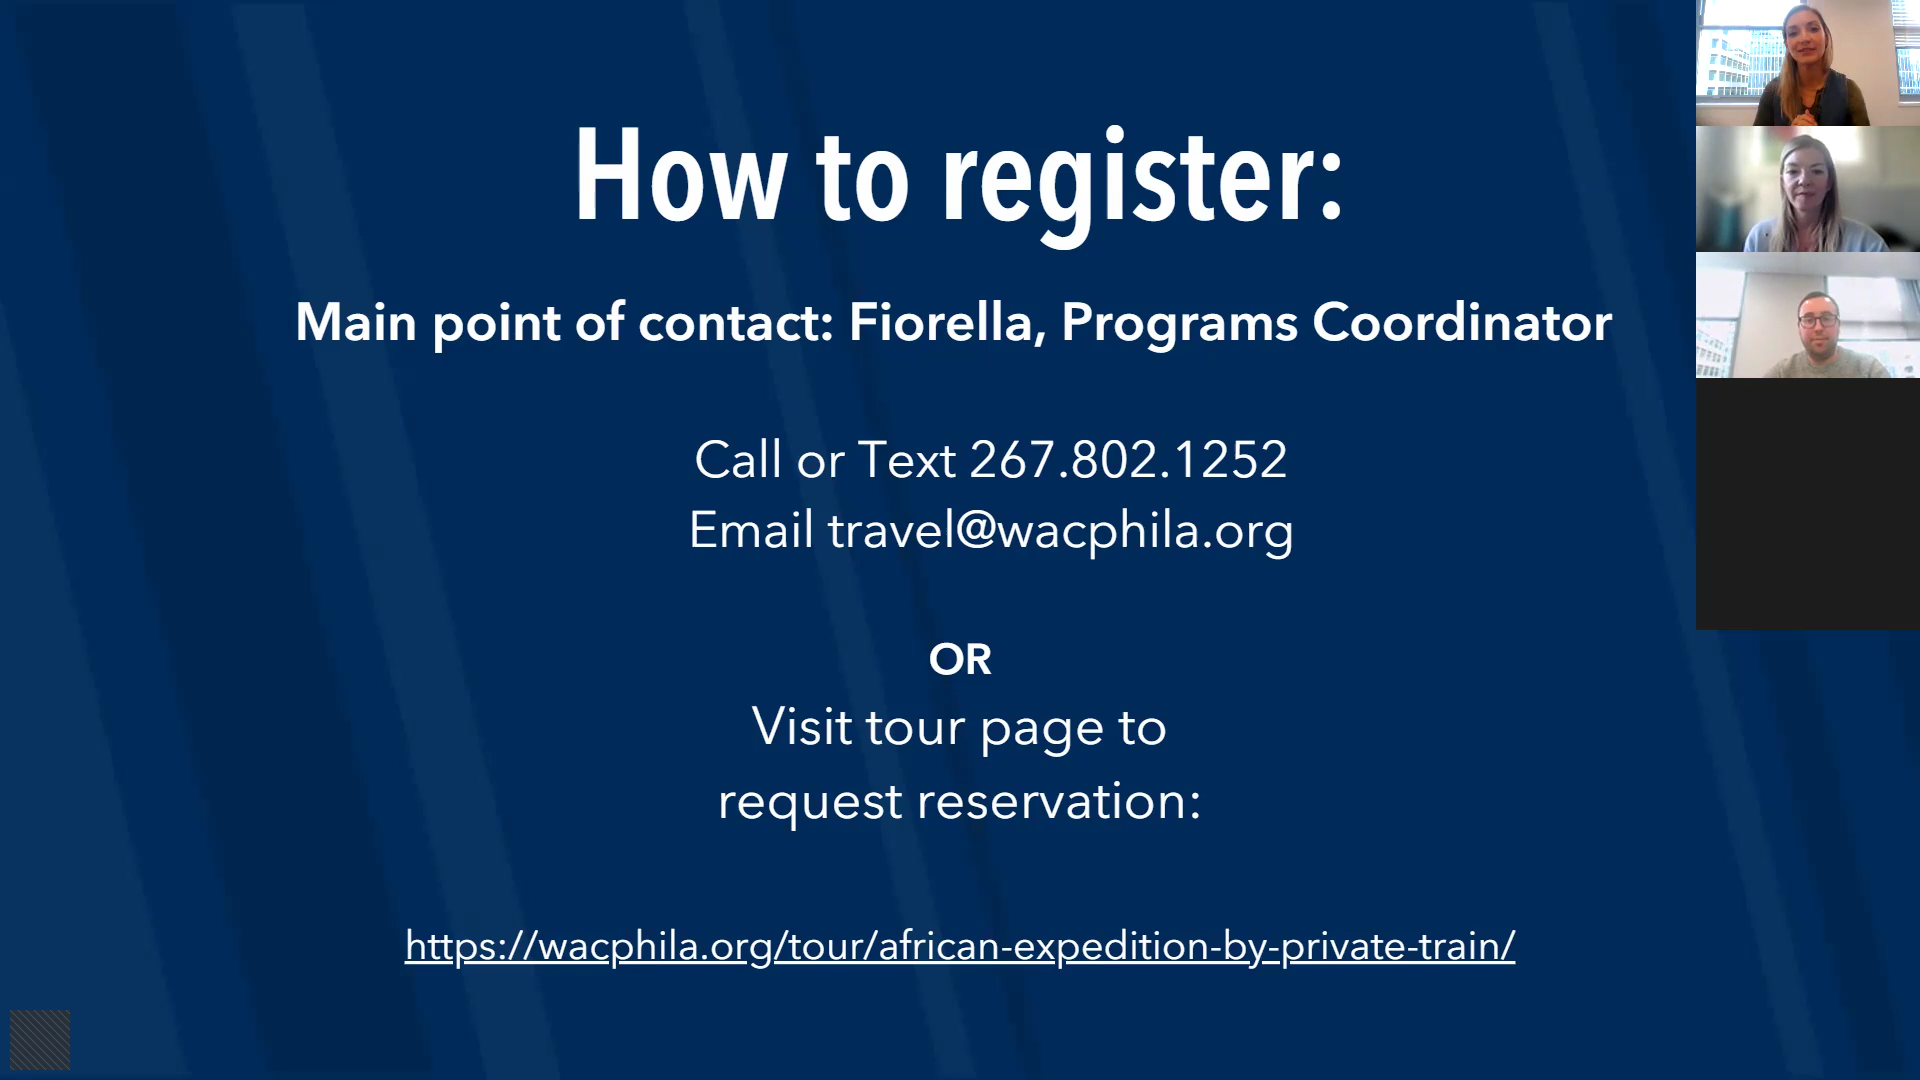 How to register:
Main point of contact: Fiorella, Programs Coordinator
Call or Text 267.802.1252
Email travel@wacphila.org
OR
Visit tour page to
request reservation:
https://wacphila.org/tour/african-expedition-by-private-train/